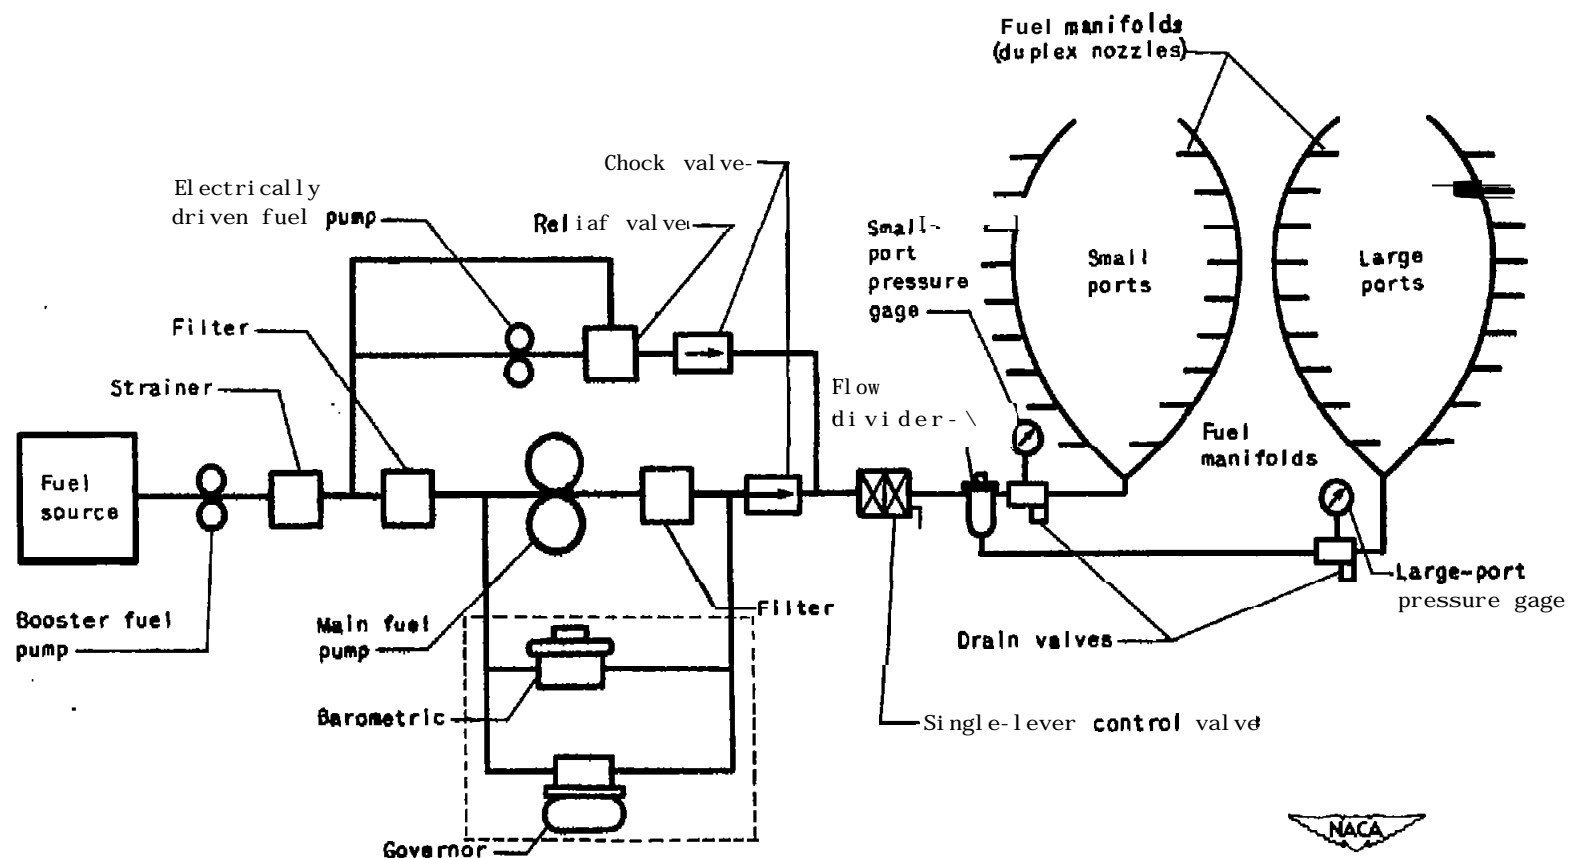 Fuel manifolds
(duplex nozzles)
Chock valve-
Electrically
driven fuel pump
Reliaf valve
Small-
port
pressure
gage
Small
ports
Large
ports
Filter
Strainer
Flow
divider-\
Fuel
manifolds
Fuel
source
Large-port
pressure gage
Filter
Booster fuel
pump
Main fuel
pump
Drain valves
Barometric
Single-lever control valve
NACA
Governor